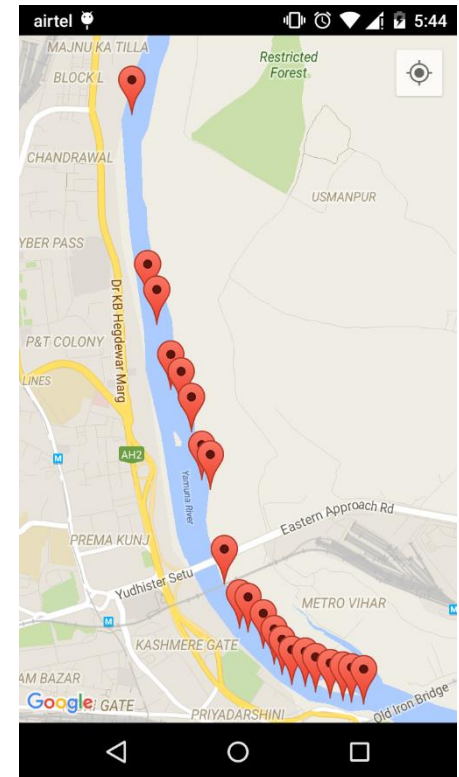 airtel
5:44
MAJNU KA TILLA
BLOCK L
Restricted
Forest
CHANDRAWAL
USMANPUR
YBER PASS
Dr KB Hegdewar Marg
P&T COLONY
LINES
AH2
M
Yamuna River
Eastern Approach Rd
PREMA KUNJ
Yudhister Setu
METRO VIHAR
M
M
KASHMERE GATE
AM BAZAR
Google
GATE
PRIYADARSHINI
Old Iron Bridge